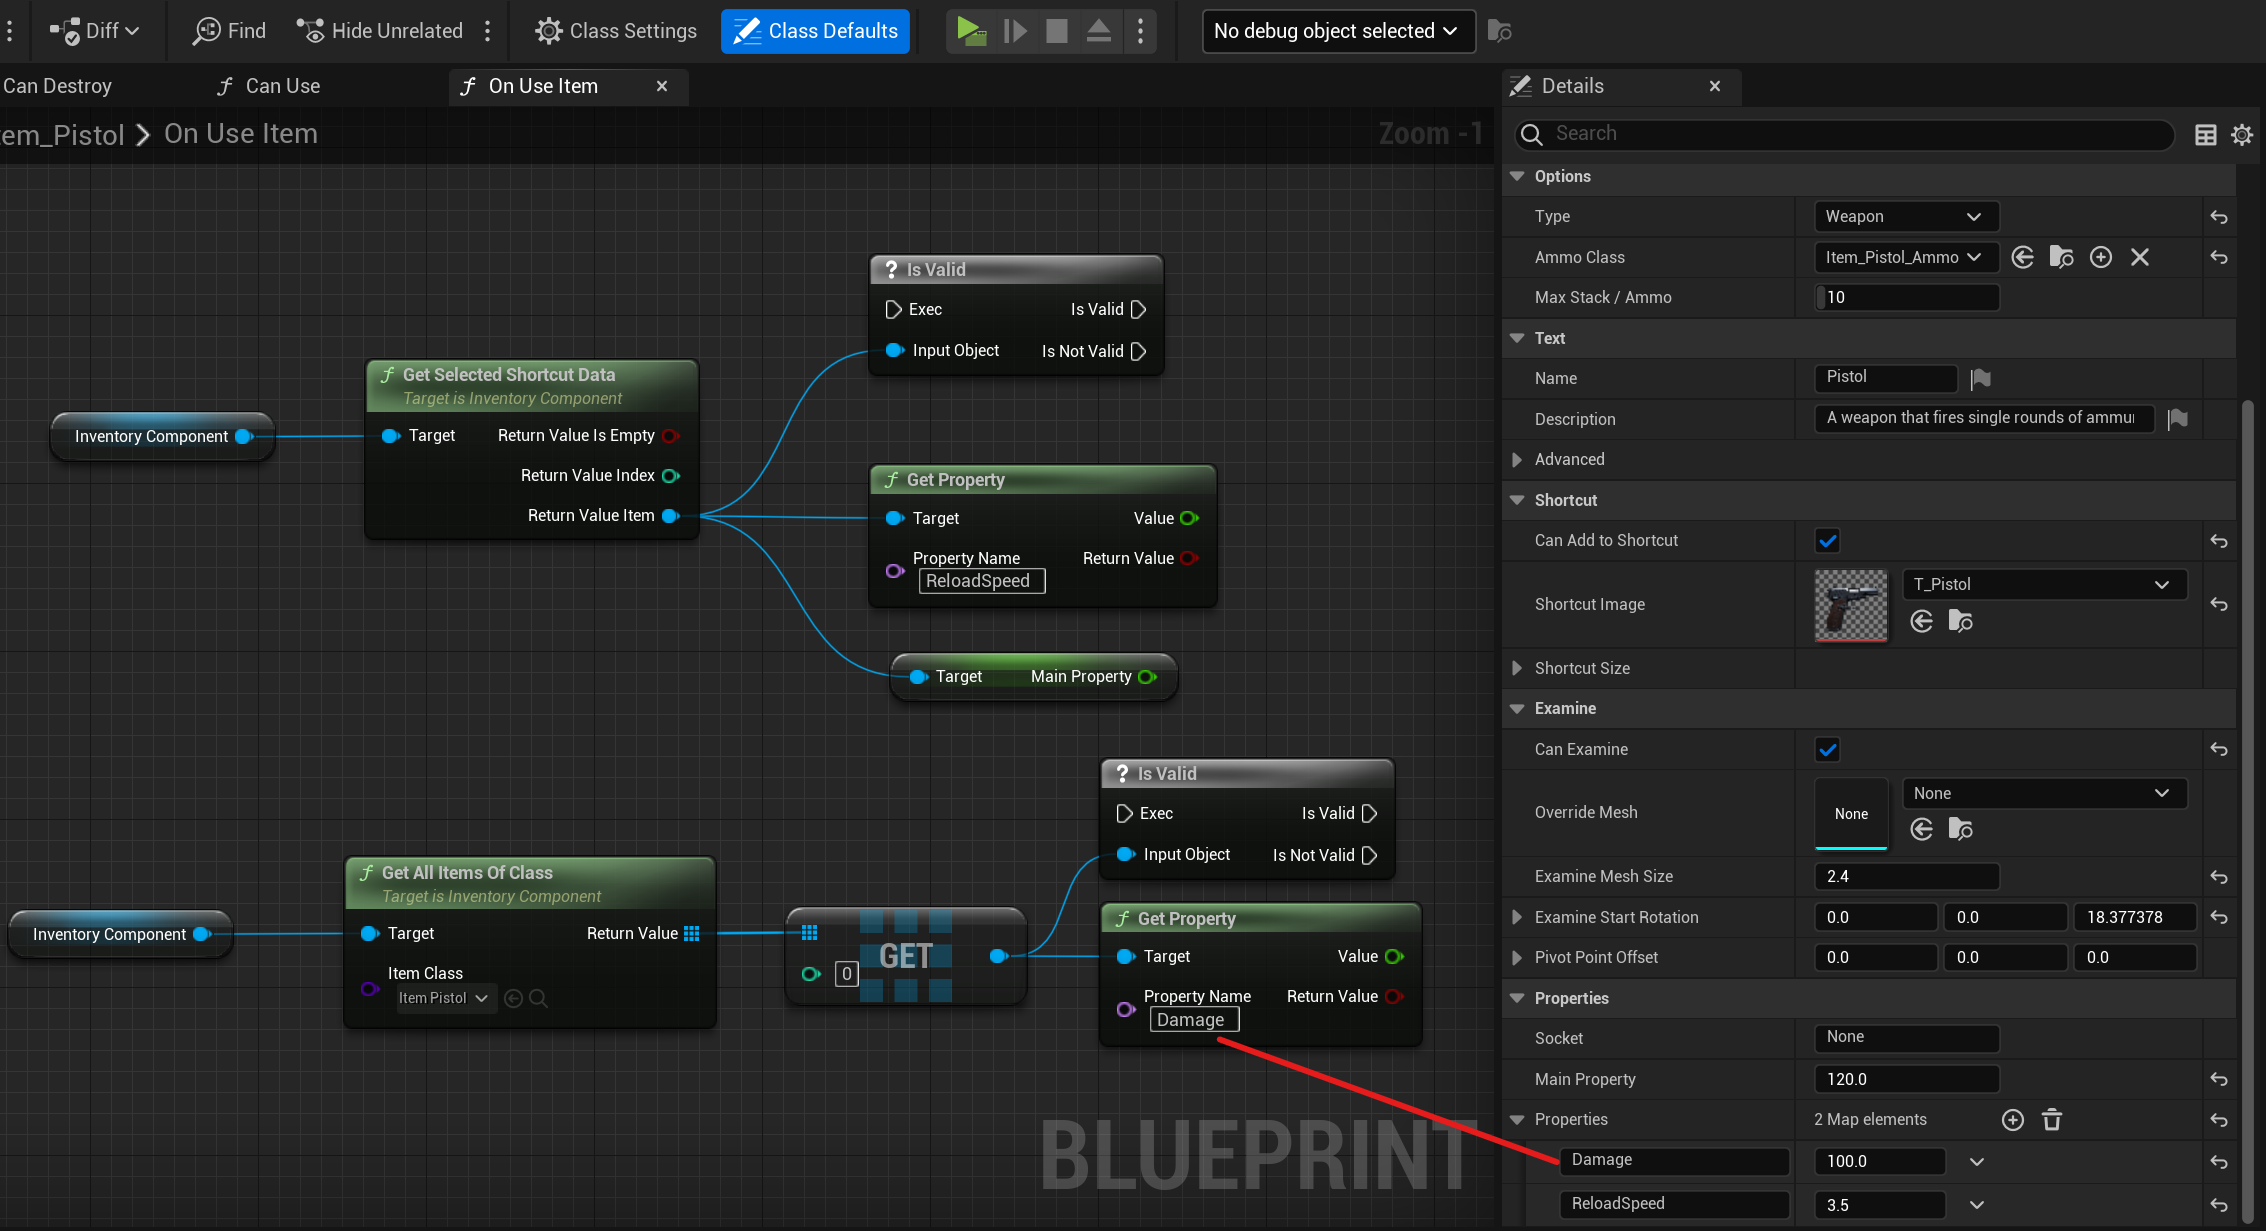 Diff
Find
Hide Unrelated
Class Settings
Class Defaults
No debug object selected
Can Destroy
Can Use
On Use Item
Details
tem_Pistol > On Use Item
Zoom -1
Search
Is Valid
Exec
Is Valid
Input Object
Is Not Valid
Get Selected Shortcut Data
Target is Inventory Component
Inventory Component
Target
Return Value Is Empty
Return Value Index
Return Value Item
Get Property
Target
Value
Property Name
Return Value
ReloadSpeed
Target
Main Property
Is Valid
Exec
Is Valid
Input Object
Is Not Valid
Get All Items Of Class
Target is Inventory Component
Inventory Component
Target
Return Value
Item Class
Item Pistol
GET
0
Get Property
Target
Value
Property Name
Return Value
Damage
BLUEPRINT
Options
Type
Weapon
Ammo Class
Item_Pistol_Ammo
Max Stack / Ammo
10
Text
Name
Pistol
Description
A weapon that fires single rounds of ammu
Advanced
Shortcut
Can Add to Shortcut
Shortcut Image
T_Pistol
Shortcut Size
Examine
Can Examine
Override Mesh
None
None
Examine Mesh Size
2.4
Examine Start Rotation
0.0
0.0
18.377378
Pivot Point Offset
0.0
0.0
0.0
Properties
Socket
None
Main Property
120.0
Properties
2 Map elements
Damage
100.0
ReloadSpeed
3.5